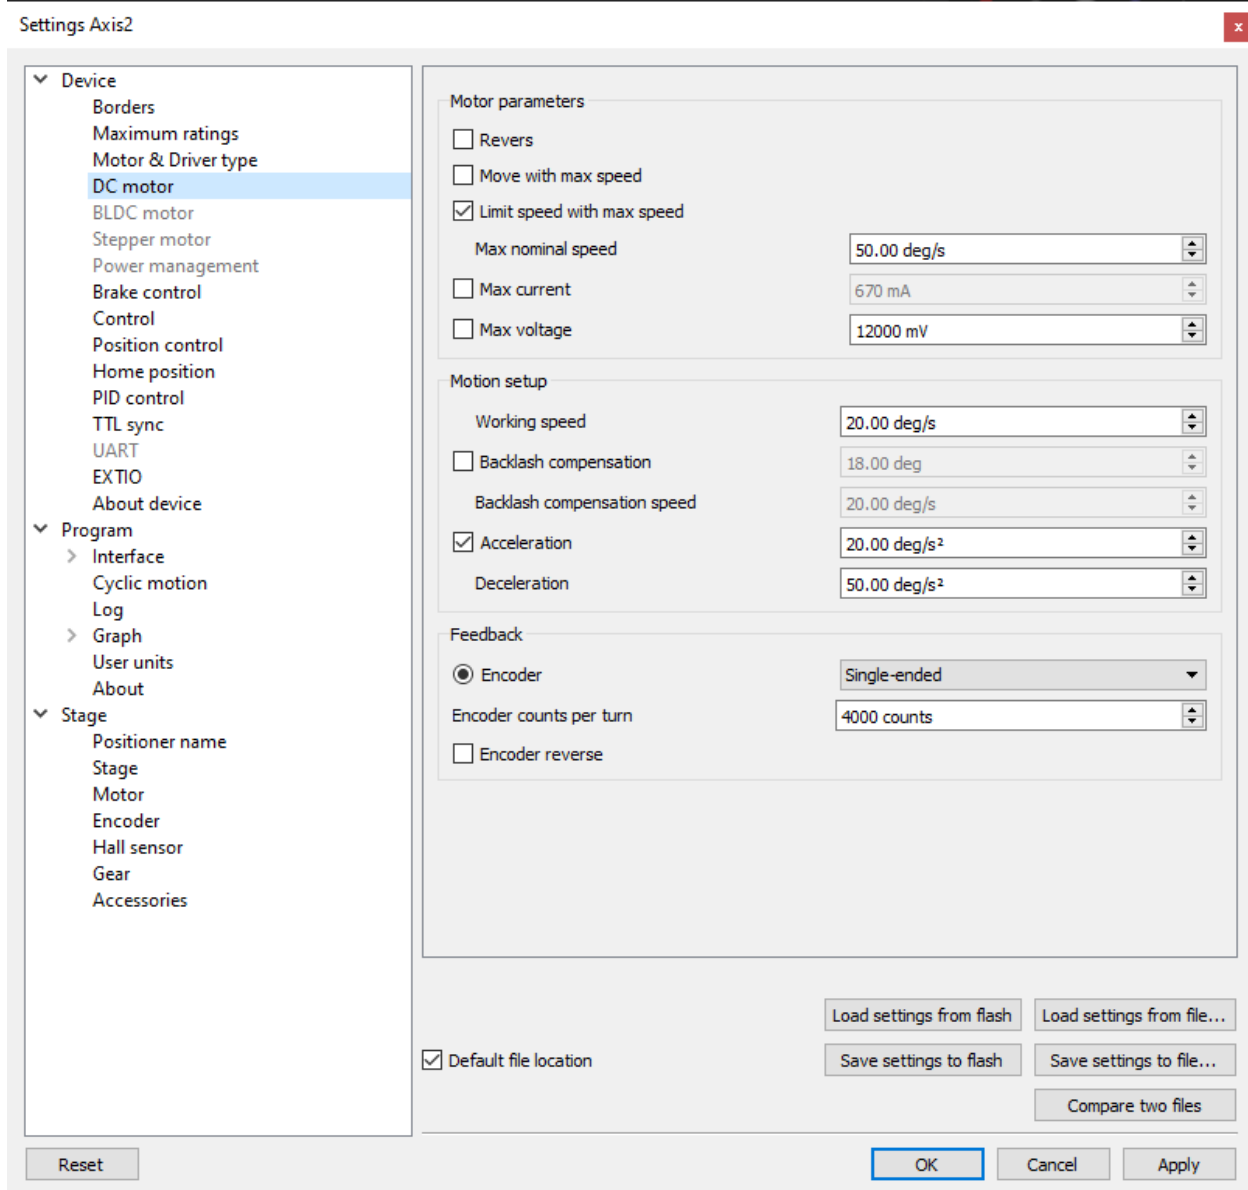 Settings Axis2
x
Device
Borders
Maximum ratings
Motor & Driver type
DC motor
BLDC motor
Stepper motor
Power management
Brake control
Control
Position control
Home position
PID control
TTL sync
UART
EXTIO
About device
Program
Interface
Cyclic motion
Log
Graph
User units
About
Stage
Positioner name
Stage
Motor
Encoder
Hall sensor
Gear
Accessories
Motor parameters
Revers
Move with max speed
Limit speed with max speed
Max nominal speed 50.00 deg/s
Max current 670 mA
Max voltage 12000 mV
Motion setup
Working speed 20.00 deg/s
Backlash compensation 18.00 deg
Backlash compensation speed 20.00 deg/s
Acceleration 20.00 deg/s²
Deceleration 50.00 deg/s²
Feedback
Encoder Single-ended
Encoder counts per turn 4000 counts
Encoder reverse
Load settings from flash Load settings from file...
Default file location Save settings to flash Save settings to file...
Compare two files
Reset OK Cancel Apply